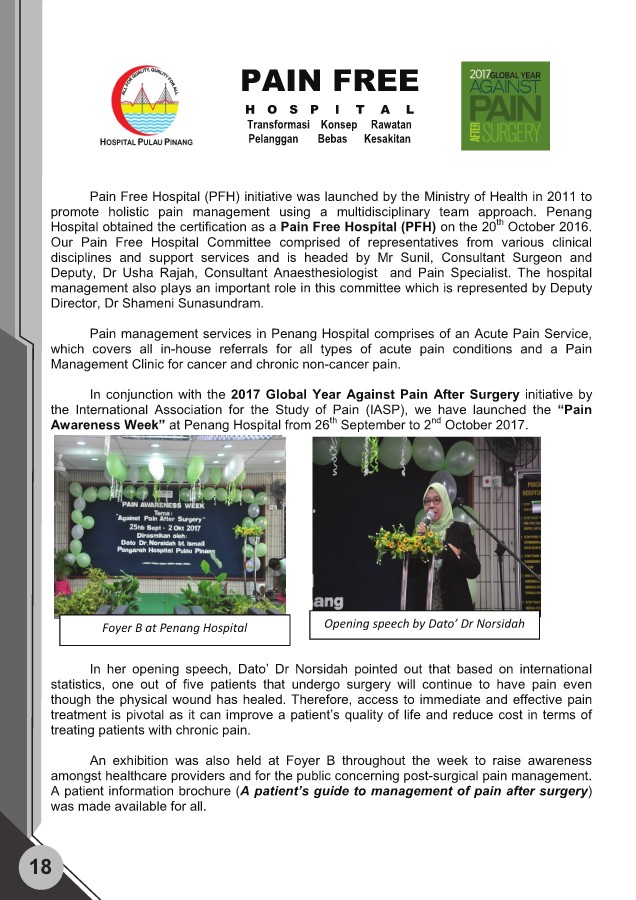 ALL FOR QUALITY, QUALITY FOR ALL
HOSPITAL PULAU PINANG
PAIN FREE
HOSPITAL
Transformasi Konsep Rawatan
Pelanggan Bebas Kesakitan
2017 GLOBAL YEAR
AGAINST
PAIN
AFTER SURGERY
Pain Free Hospital (PFH) initiative was launched by the Ministry of Health in 2011 to
promote holistic pain management using a multidisciplinary team approach. Penang
Hospital obtained the certification as a Pain Free Hospital (PFH) on the 20th October 2016.
Our Pain Free Hospital Committee comprised of representatives from various clinical
disciplines and support services and is headed by Mr Sunil, Consultant Surgeon and
Deputy, Dr Usha Rajah, Consultant Anaesthesiologist and Pain Specialist. The hospital
management also plays an important role in this committee which is represented by Deputy
Director, Dr Shameni Sunasundram.
Pain management services in Penang Hospital comprises of an Acute Pain Service,
which covers all in-house referrals for all types of acute pain conditions and a Pain
Management Clinic for cancer and chronic non-cancer pain.
In conjunction with the 2017 Global Year Against Pain After Surgery initiative by
the International Association for the Study of Pain (IASP), we have launched the “Pain
Awareness Week” at Penang Hospital from 26th September to 2nd October 2017.
PAIN AWARENESS WEEK
Tema:
"Against Pain After Surgery"
25hb Sept - 2 Okt 2017
Dirasmikan oleh:
Dato Dr. Norsidah bt. Ismail
Pengarah Hospital Pulau Pinang
ang
Foyer B at Penang Hospital
Opening speech by Dato’ Dr Norsidah
In her opening speech, Dato’ Dr Norsidah pointed out that based on international
statistics, one out of five patients that undergo surgery will continue to have pain even
though the physical wound has healed. Therefore, access to immediate and effective pain
treatment is pivotal as it can improve a patient’s quality of life and reduce cost in terms of
treating patients with chronic pain.
An exhibition was also held at Foyer B throughout the week to raise awareness
amongst healthcare providers and for the public concerning post-surgical pain management.
A patient information brochure (A patient’s guide to management of pain after surgery)
was made available for all.
18